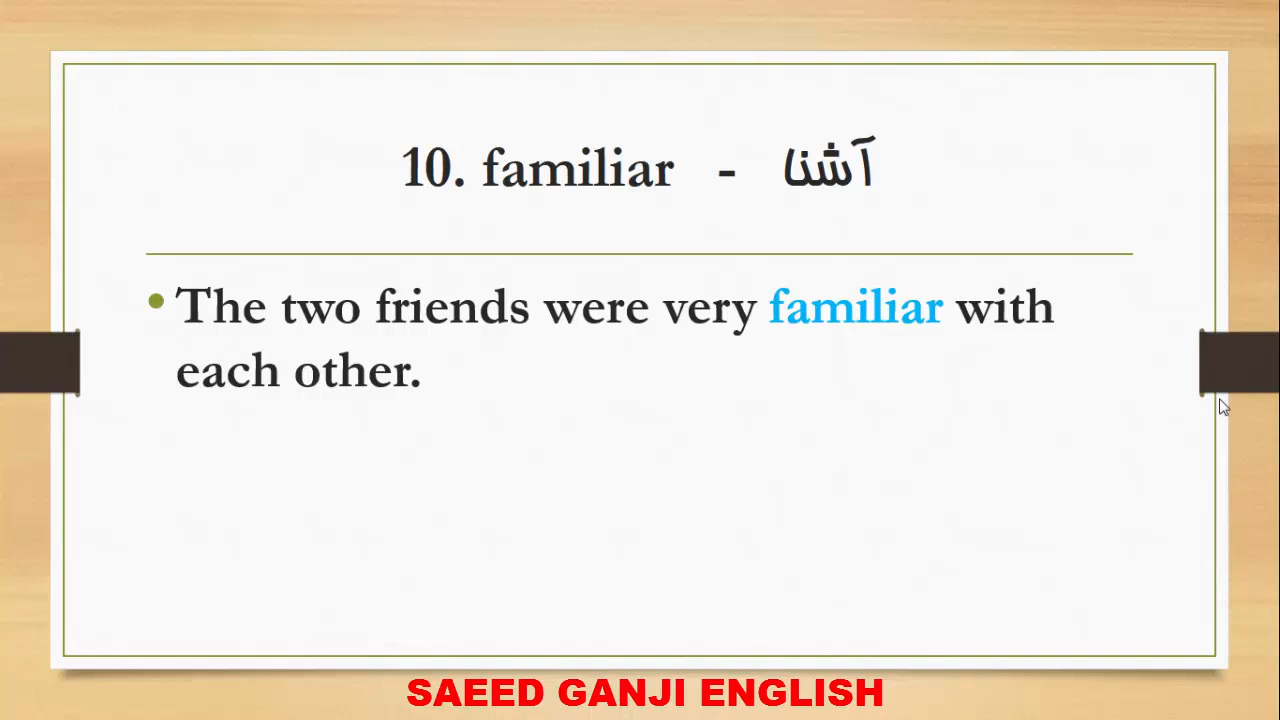 10. familiar - آشنا
• The two friends were very familiar with
each other.
SAEED GANJI ENGLISH